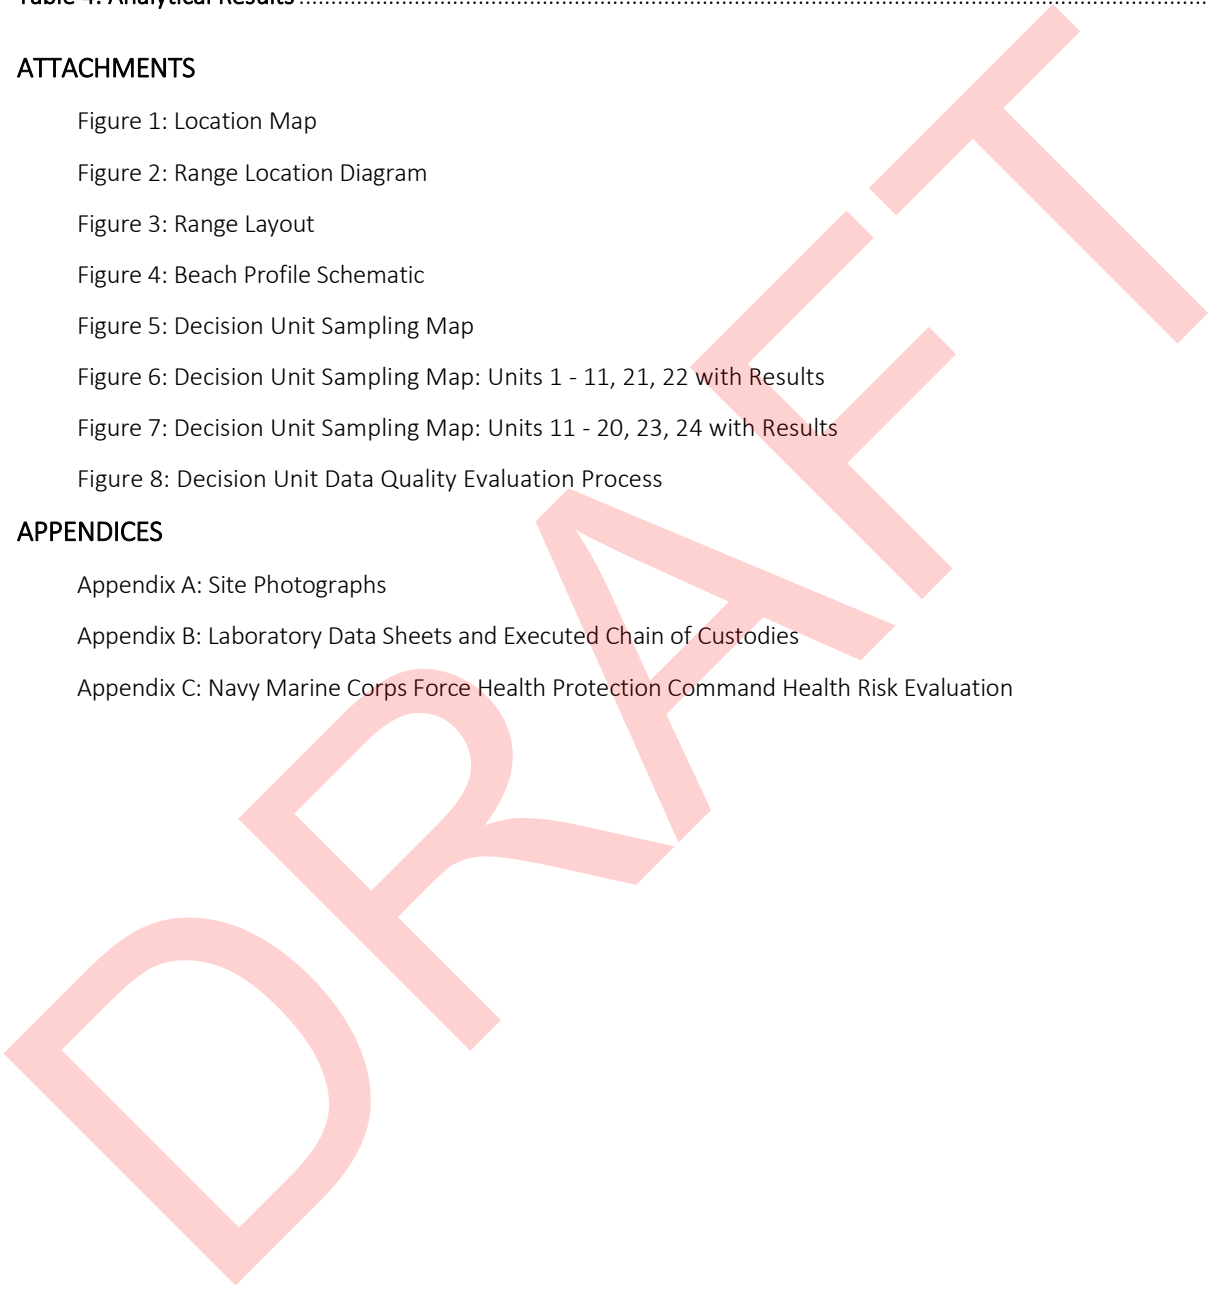 Table 4: Analytical Results
ATTACHMENTS
Figure 1: Location Map
Figure 2: Range Location Diagram
Figure 3: Range Layout
Figure 4: Beach Profile Schematic
Figure 5: Decision Unit Sampling Map
Figure 6: Decision Unit Sampling Map: Units 1 - 11, 21, 22 with Results
Figure 7: Decision Unit Sampling Map: Units 11 - 20, 23, 24 with Results
Figure 8: Decision Unit Data Quality Evaluation Process
APPENDICES
Appendix A: Site Photographs
Appendix B: Laboratory Data Sheets and Executed Chain of Custodies
Appendix C: Navy Marine Corps Force Health Protection Command Health Risk Evaluation
DRAFT